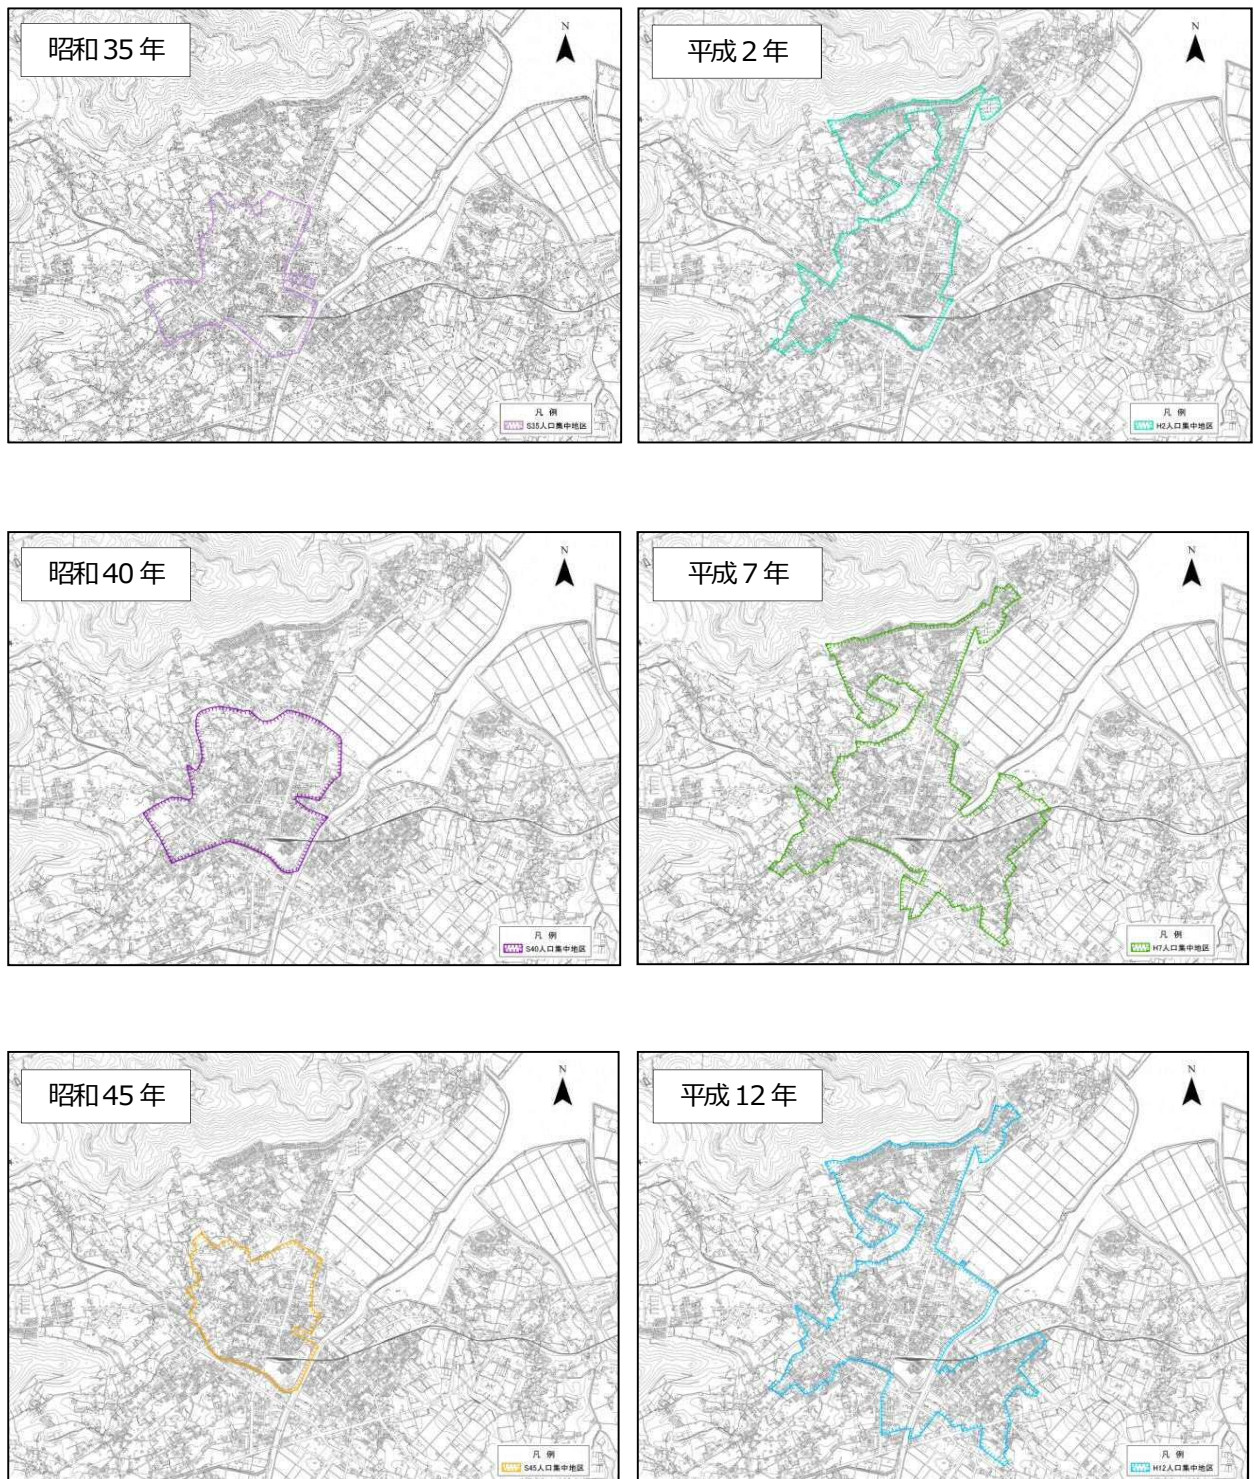 昭和35年
N
凡 例
S35人口集中地区
平成2年
N
凡 例
H2人口集中地区
昭和40年
N
凡 例
S40人口集中地区
平成7年
N
凡 例
H7人口集中地区
昭和45年
N
凡 例
S45人口集中地区
平成12年
N
凡 例
H12人口集中地区